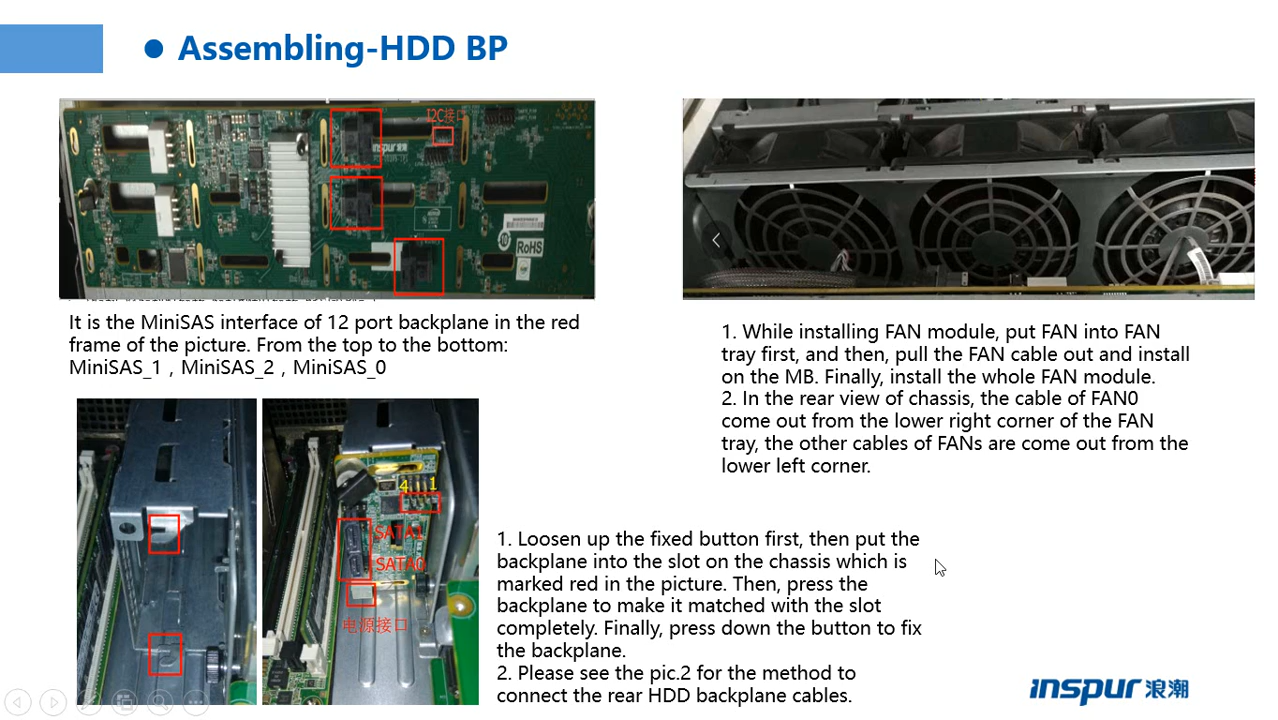 Assembling-HDD BP
I2C接口
inspur 浪潮
RoHS
It is the MiniSAS interface of 12 port backplane in the red
frame of the picture. From the top to the bottom:
MiniSAS_1 , MiniSAS_2 , MiniSAS_0
1. While installing FAN module, put FAN into FAN
tray first, and then, pull the FAN cable out and install
on the MB. Finally, install the whole FAN module.
2. In the rear view of chassis, the cable of FAN0
come out from the lower right corner of the FAN
tray, the other cables of FANs are come out from the
lower left corner.
4 1
SATA1
SATA0
电源接口
1. Loosen up the fixed button first, then put the
backplane into the slot on the chassis which is
marked red in the picture. Then, press the
backplane to make it matched with the slot
completely. Finally, press down the button to fix
the backplane.
2. Please see the pic.2 for the method to
connect the rear HDD backplane cables.
inspur 浪潮